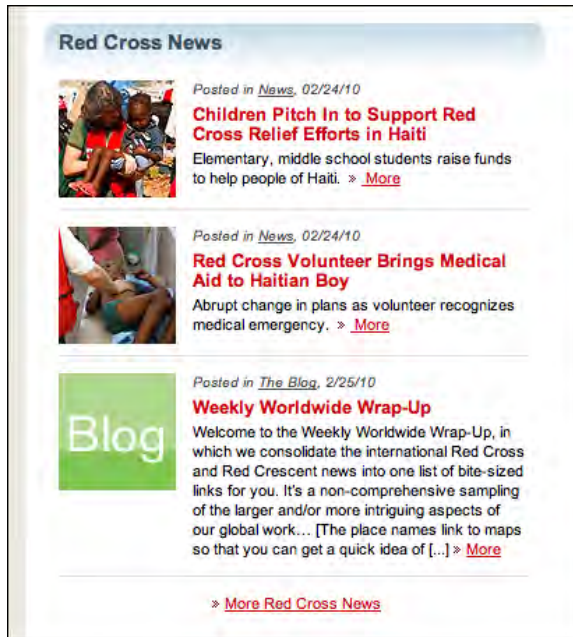 Red Cross News
Posted in News, 02/24/10
Children Pitch In to Support Red
Cross Relief Efforts in Haiti
Elementary, middle school students raise funds
to help people of Haiti. » More
Posted in News, 02/24/10
Red Cross Volunteer Brings Medical
Aid to Haitian Boy
Abrupt change in plans as volunteer recognizes
medical emergency. » More
Blog
Posted in The Blog, 2/25/10
Weekly Worldwide Wrap-Up
Welcome to the Weekly Worldwide Wrap-Up, in
which we consolidate the international Red Cross
and Red Crescent news into one list of bite-sized
links for you. It's a non-comprehensive sampling
of the larger and/or more intriguing aspects of
our global work... [The place names link to maps
so that you can get a quick idea of [...] » More
» More Red Cross News